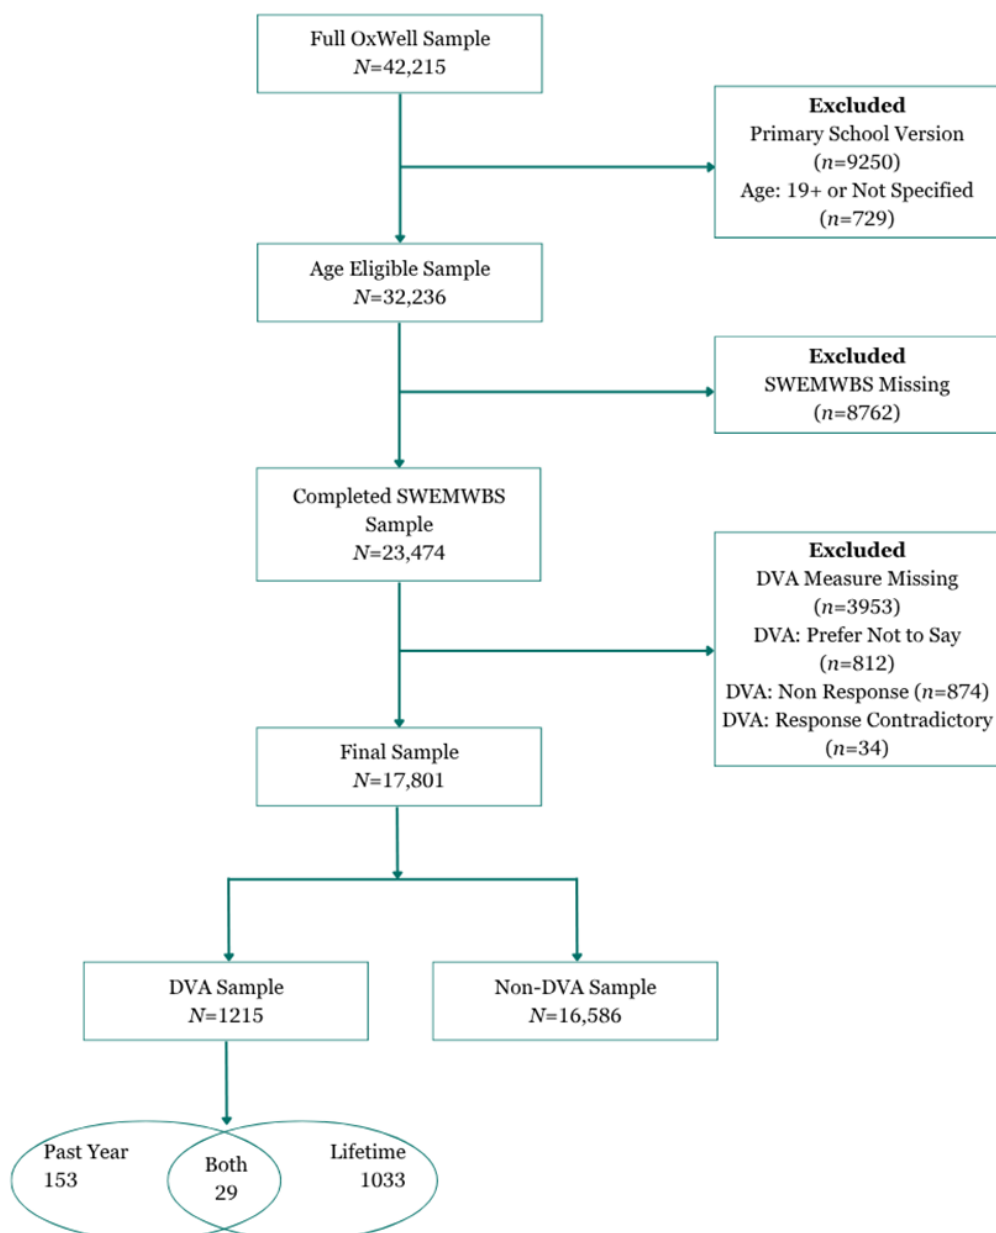 Full OxWell Sample
N=42,215
Excluded
Primary School Version
(n=9250)
Age: 19+ or Not Specified
(n=729)
Age Eligible Sample
N=32,236
Excluded
SWEMWBS Missing
(n=8762)
Completed SWEMWBS
Sample
N=23,474
Excluded
DVA Measure Missing
(n=3953)
DVA: Prefer Not to Say
(n=812)
DVA: Non Response (n=874)
DVA: Response Contradictory
(n=34)
Final Sample
N=17,801
DVA Sample
N=1215
Non-DVA Sample
N=16,586
Past Year
153
Both
29
Lifetime
1033